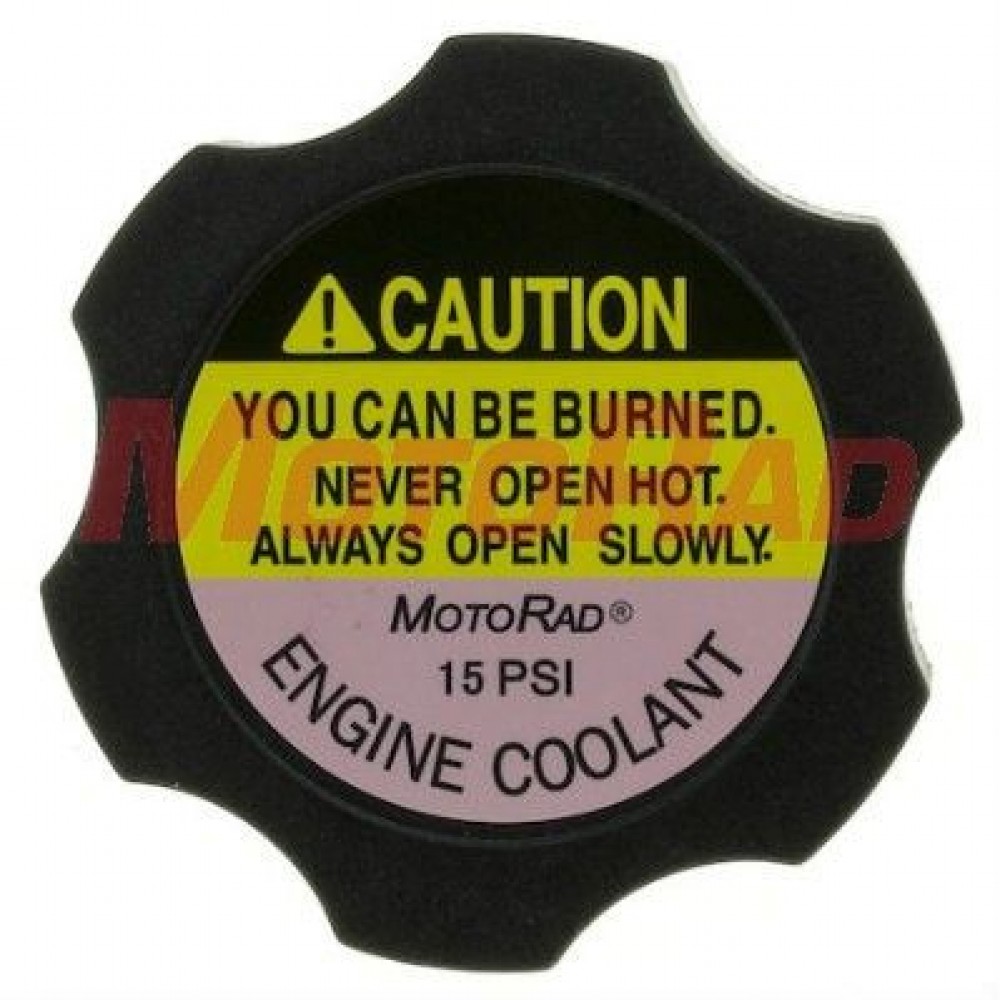 CAUTION
YOU CAN BE BURNED.
NEVER OPEN HOT.
ALWAYS OPEN SLOWLY.
MOTORAD®
15 PSI
ENGINE COOLANT
MOTORAD